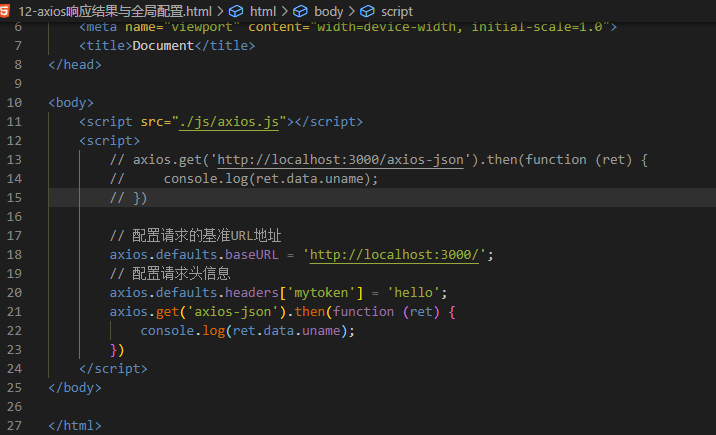 12-axios响应结果与全局配置.html > html > body > script
6 <meta name="viewport" content="width=device-width, initial-scale=1.0">
7 <title>Document</title>
8 </head>
9
10 <body>
11 <script src="./js/axios.js"></script>
12 <script>
13 // axios.get('http://localhost:3000/axios-json').then(function (ret) {
14 // console.log(ret.data.uname);
15 // })
16
17 // 配置请求的基准URL地址
18 axios.defaults.baseURL = 'http://localhost:3000/';
19 // 配置请求头信息
20 axios.defaults.headers['mytoken'] = 'hello';
21 axios.get('axios-json').then(function (ret) {
22 console.log(ret.data.uname);
23 })
24 </script>
25 </body>
26
27 </html>